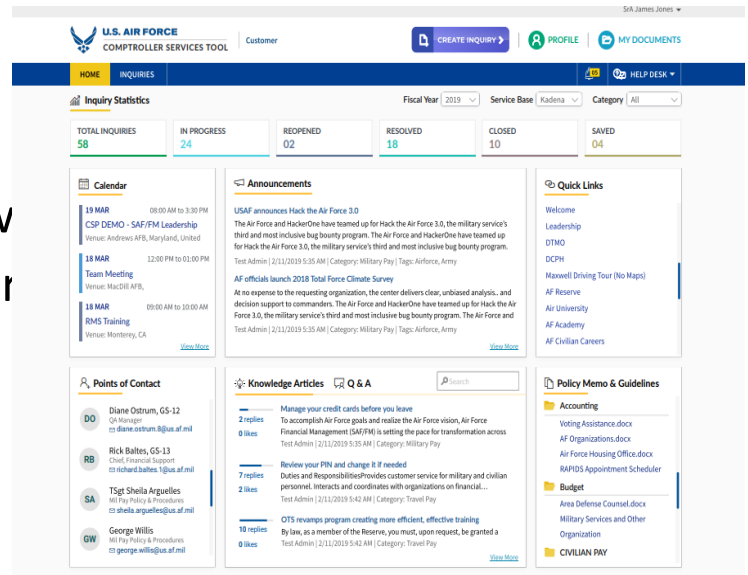 SrA James Jones
U.S. AIR FORCE
COMPTROLLER SERVICES TOOL
Customer
CREATE INQUIRY
PROFILE
MY DOCUMENTS
HOME
INQUIRIES
HELP DESK
Inquiry Statistics
Fiscal Year 2019
Service Base Kadena
Category All
TOTAL INQUIRIES
58
IN PROGRESS
24
REOPENED
02
RESOLVED
18
CLOSED
10
SAVED
04
Calendar
19 MAR 08:00 AM to 3:30 PM
CSP DEMO - SAF/FM Leadership
Venue: Andrews AFB, Maryland, United
18 MAR 12:00 PM to 01:00 PM
Team Meeting
Venue: MacDill AFB,
18 MAR 09:00 AM to 10:00 AM
RMS Training
Venue: Monterey, CA
View More
Announcements
USAF announces Hack the Air Force 3.0
The Air Force and HackerOne have teamed up for Hack the Air Force 3.0, the military service's
third and most inclusive bug bounty program. The Air Force and HackerOne have teamed up
for Hack the Air Force 3.0, the military service's third and most inclusive bug bounty program.
Test Admin | 2/11/2019 5:35 AM | Category: Military Pay | Tags: Airforce, Army
AF officials launch 2018 Total Force Climate Survey
At no expense to the requesting organization, the center delivers clear, unbiased analysis.. and
decision support to commanders. The Air Force and HackerOne have teamed up for Hack the Air
Force 3.0, the military service's third and most inclusive bug bounty program. The Air Force and
Test Admin | 2/11/2019 5:35 AM | Category: Military Pay | Tags: Airforce, Army
View More
Quick Links
Welcome
Leadership
DTMO
DCPH
Maxwell Driving Tour (No Maps)
AF Reserve
Air University
AF Academy
AF Civilian Careers
Points of Contact
DO
Diane Ostrum, GS-12
QA Manager
diane.ostrum.8@us.af.mil
RB
Rick Baltes, GS-13
Chief, Financial Support
richard.baltes.1@us.af.mil
SA
TSgt Sheila Arguelles
Mil Pay Policy & Procedures
sheila.arguelles@us.af.mil
GW
George Willis
Mil Pay Policy & Procedures
george.willis@us.af.mil
Knowledge Articles
Q & A
Search
Manage your credit cards before you leave
2 replies
0 likes
To accomplish Air Force goals and realize the Air Force vision, Air Force
Financial Management (SAF/FM) is setting the pace for transformation across
Test Admin | 2/11/2019 5:35 AM | Category: Military Pay
Review your PIN and change it if needed
7 replies
2 likes
Duties and ResponsibilitiesProvides customer service for military and civilian
personnel. Interacts and coordinates with organizations on financial...
Test Admin | 2/11/2019 5:42 AM | Category: Travel Pay
OTS revamps program creating more efficient, effective training
10 replies
0 likes
By law, as a member of the Reserve, you must, upon request, be granted a
Test Admin | 2/11/2019 5:42 AM | Category: Travel Pay
View More
Policy Memo & Guidelines
Accounting
Voting Assistance.docx
AF Organizations.docx
Air Force Housing Office.docx
RAPIDS Appointment Scheduler
Budget
Area Defense Counsel.docx
Military Services and Other
Organization
CIVILIAN PAY